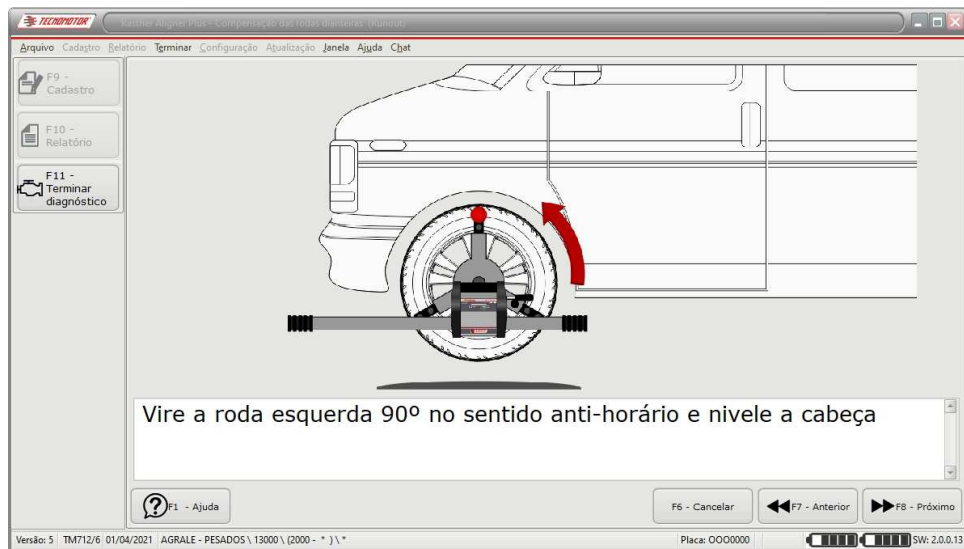 TECNOMOTOR
Rasther Aligner Plus - Compensação das rodas dianteiras (Runout)
Arquivo Cadastro Relatório Terminar Configuração Atualização Janela Ajuda Chat
F9 -
Cadastro
F10 -
Relatório
F11 -
Terminar
diagnóstico
Vire a roda esquerda 90º no sentido anti-horário e nivele a cabeça
F1 - Ajuda
F6 - Cancelar
F7 - Anterior
F8 - Próximo
Versão: 5 TM712/6 01/04/2021 AGRALE - PESADOS \ 13000 \ (2000 - * ) \ * Placa: OOO0000 SW: 2.0.0.13